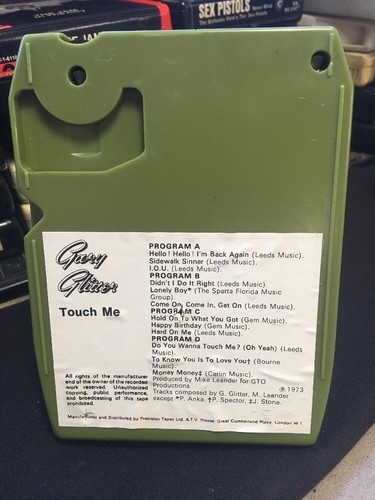 SEX PISTOLS
Gary
Glitter
Touch Me
PROGRAM A
Hello! Hello! I'm Back Again (Leeds Music).
Sidewalk Sinner (Leeds Music).
I.O.U. (Leeds Music).
PROGRAM B
Didn't I Do It Right (Leeds Music).
Lonely Boy* (The Sparta Florida Music
Group).
Come On, Come In, Get On (Leeds Music).
PROGRAM C
Hold On To What You Got (Gem Music).
Happy Birthday (Gem Music).
Hard On Me (Leeds Music).
PROGRAM D
Do You Wanna Touch Me? (Oh Yeah) (Leeds
Music).
To Know You Is To Love You† (Bourne
Music).
Money Money‡ (Carlin Music).
Produced by Mike Leander for GTO
Productions ℗ 1973
Tracks composed by G. Glitter, M. Leander
except *P. Anka, †P. Spector, ‡J. Stone.
All rights of the manufacturer
and of the owner of the recorded
work reserved. Unauthorized
copying, public performance,
and broadcasting of this tape
prohibited.
Manufactured and Distributed by Precision Tapes Ltd. A.T.V. House, Great Cumberland Place, London W 1